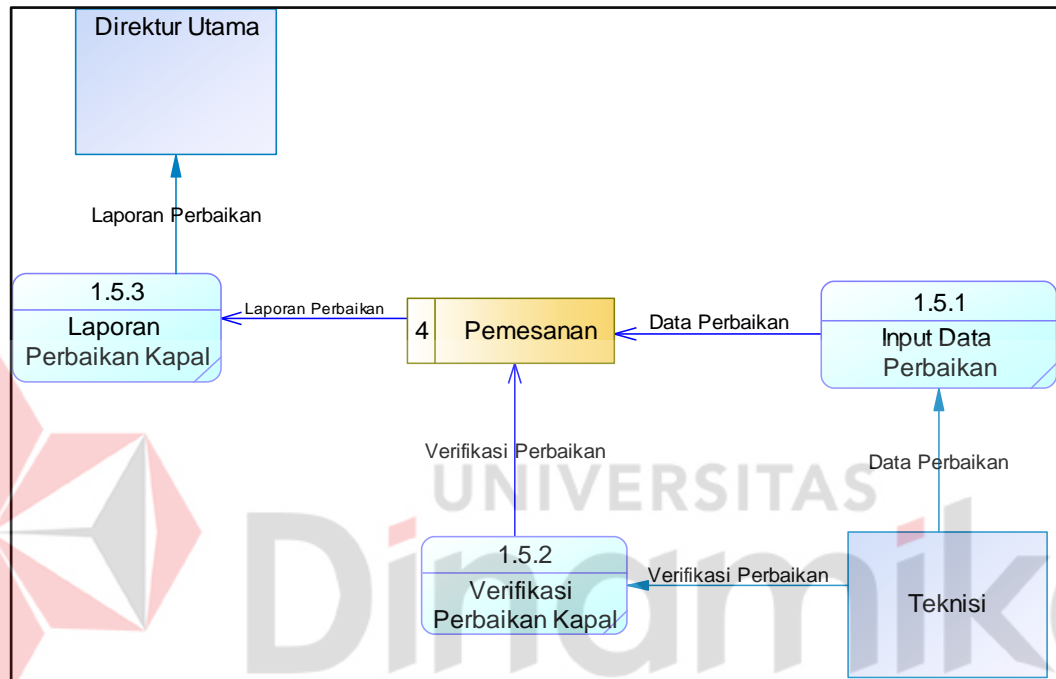 Direktur Utama
Laporan Perbaikan
1.5.3
Laporan
Perbaikan Kapal
Laporan Perbaikan
4
Pemesanan
Data Perbaikan
1.5.1
Input Data
Perbaikan
Verifikasi Perbaikan
Data Perbaikan
UNIVERSITAS
Dinamika
1.5.2
Verifikasi
Perbaikan Kapal
Verifikasi Perbaikan
Teknisi